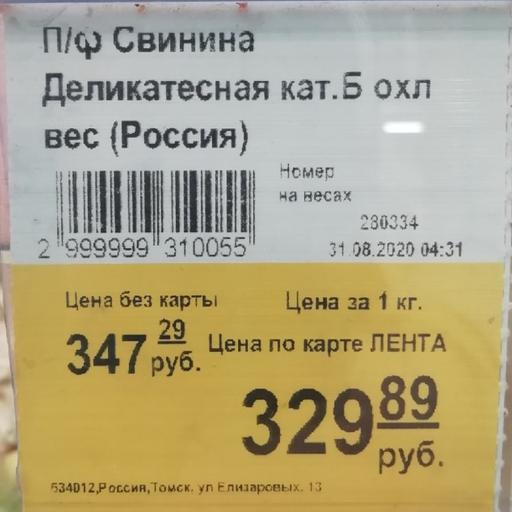 П/ф Свинина
Деликатесная кат.Б охл
вес (Россия)
Номер
на весах
280334
2 999999 310055
31.08.2020 04:31
Цена без карты
Цена за 1 кг.
347 29 руб.
Цена по карте ЛЕНТА
329 89 руб.
634012,Россия,Томск, ул Елизаровых, 13